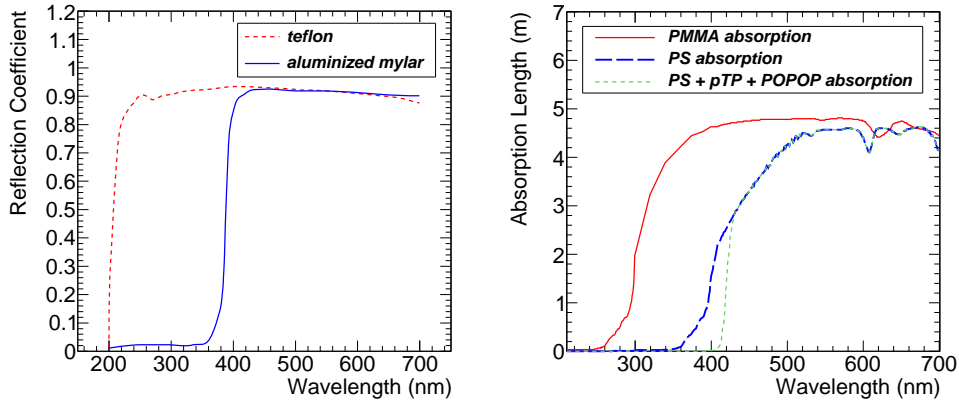 Reflection Coefficient
1.2
1.1
1
0.9
0.8
0.7
0.6
0.5
0.4
0.3
0.2
0.1
0
teflon
aluminized mylar
200 300 400 500 600 700
Wavelength (nm)
Absorption Length (m)
7
6
5
4
3
2
1
0
PMMA absorption
PS absorption
PS + pTP + POPOP absorption
300 400 500 600 700
Wavelength (nm)